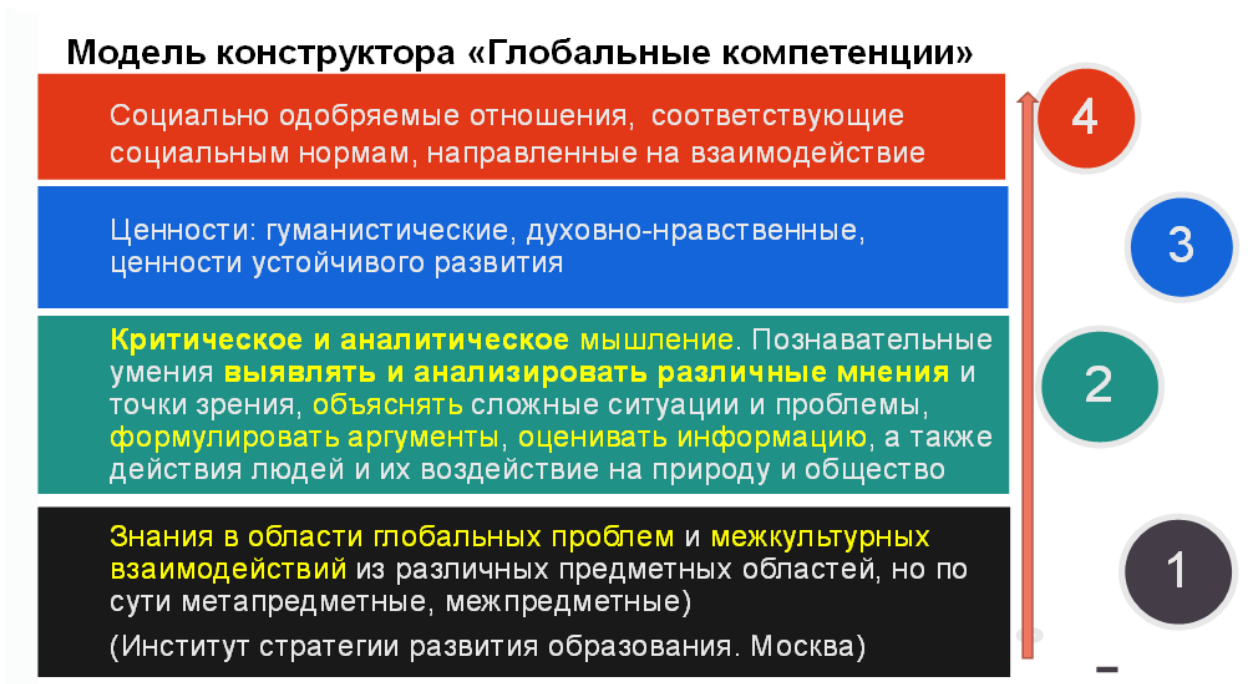 Модель конструктора «Глобальные компетенции»
Социально одобряемые отношения, соответствующие
социальным нормам, направленные на взаимодействие
4
Ценности: гуманистические, духовно-нравственные,
ценности устойчивого развития
3
Критическое и аналитическое мышление. Познавательные
умения выявлять и анализировать различные мнения и
точки зрения, объяснять сложные ситуации и проблемы,
формулировать аргументы, оценивать информацию, а также
действия людей и их воздействие на природу и общество
2
Знания в области глобальных проблем и межкультурных
взаимодействий из различных предметных областей, но по
сути метапредметные, межпредметные)
(Институт стратегии развития образования. Москва)
1